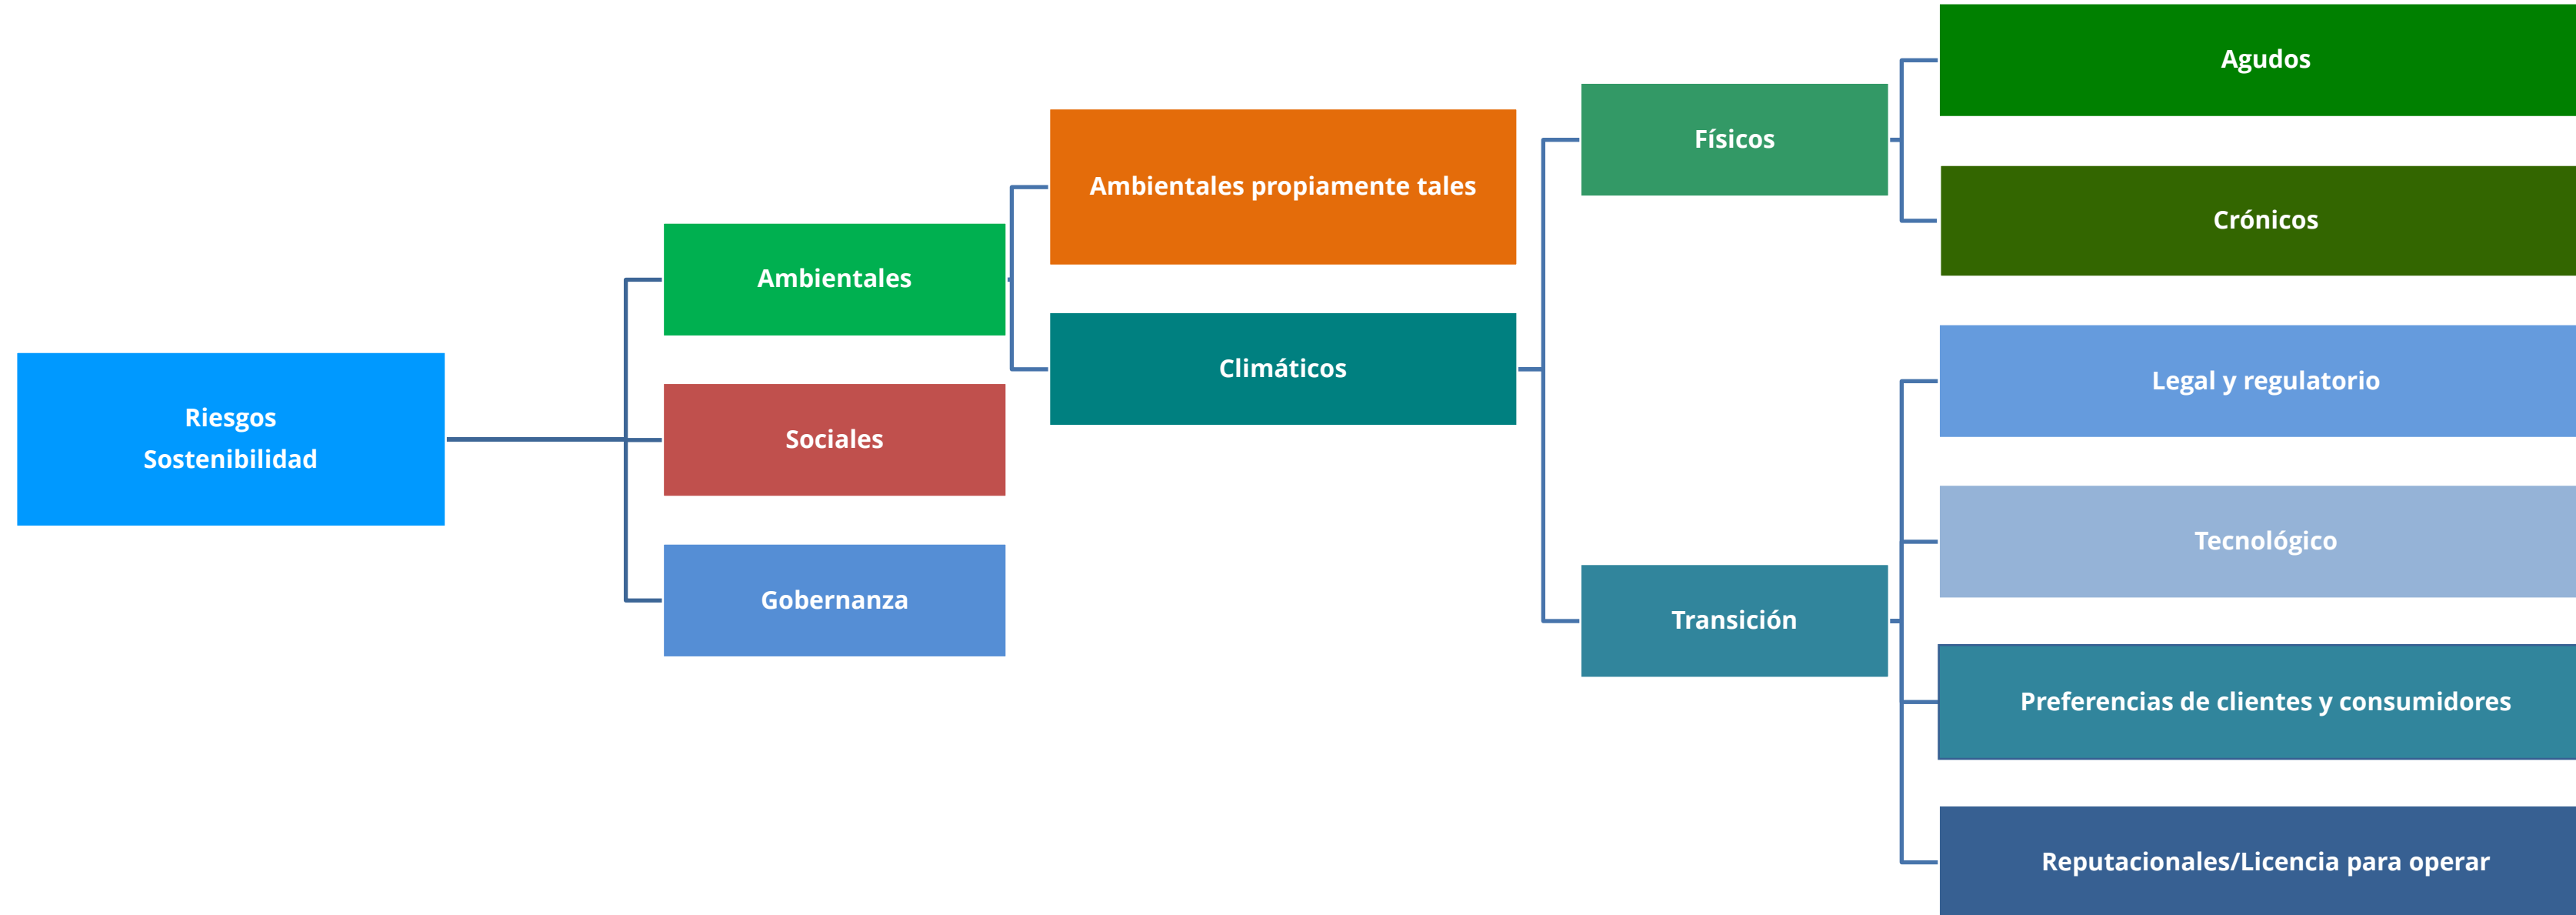 Riesgos
Sostenibilidad
Ambientales
Sociales
Gobernanza
Ambientales propiamente tales
Climáticos
Físicos
Transición
Agudos
Crónicos
Legal y regulatorio
Tecnológico
Preferencias de clientes y consumidores
Reputacionales/Licencia para operar